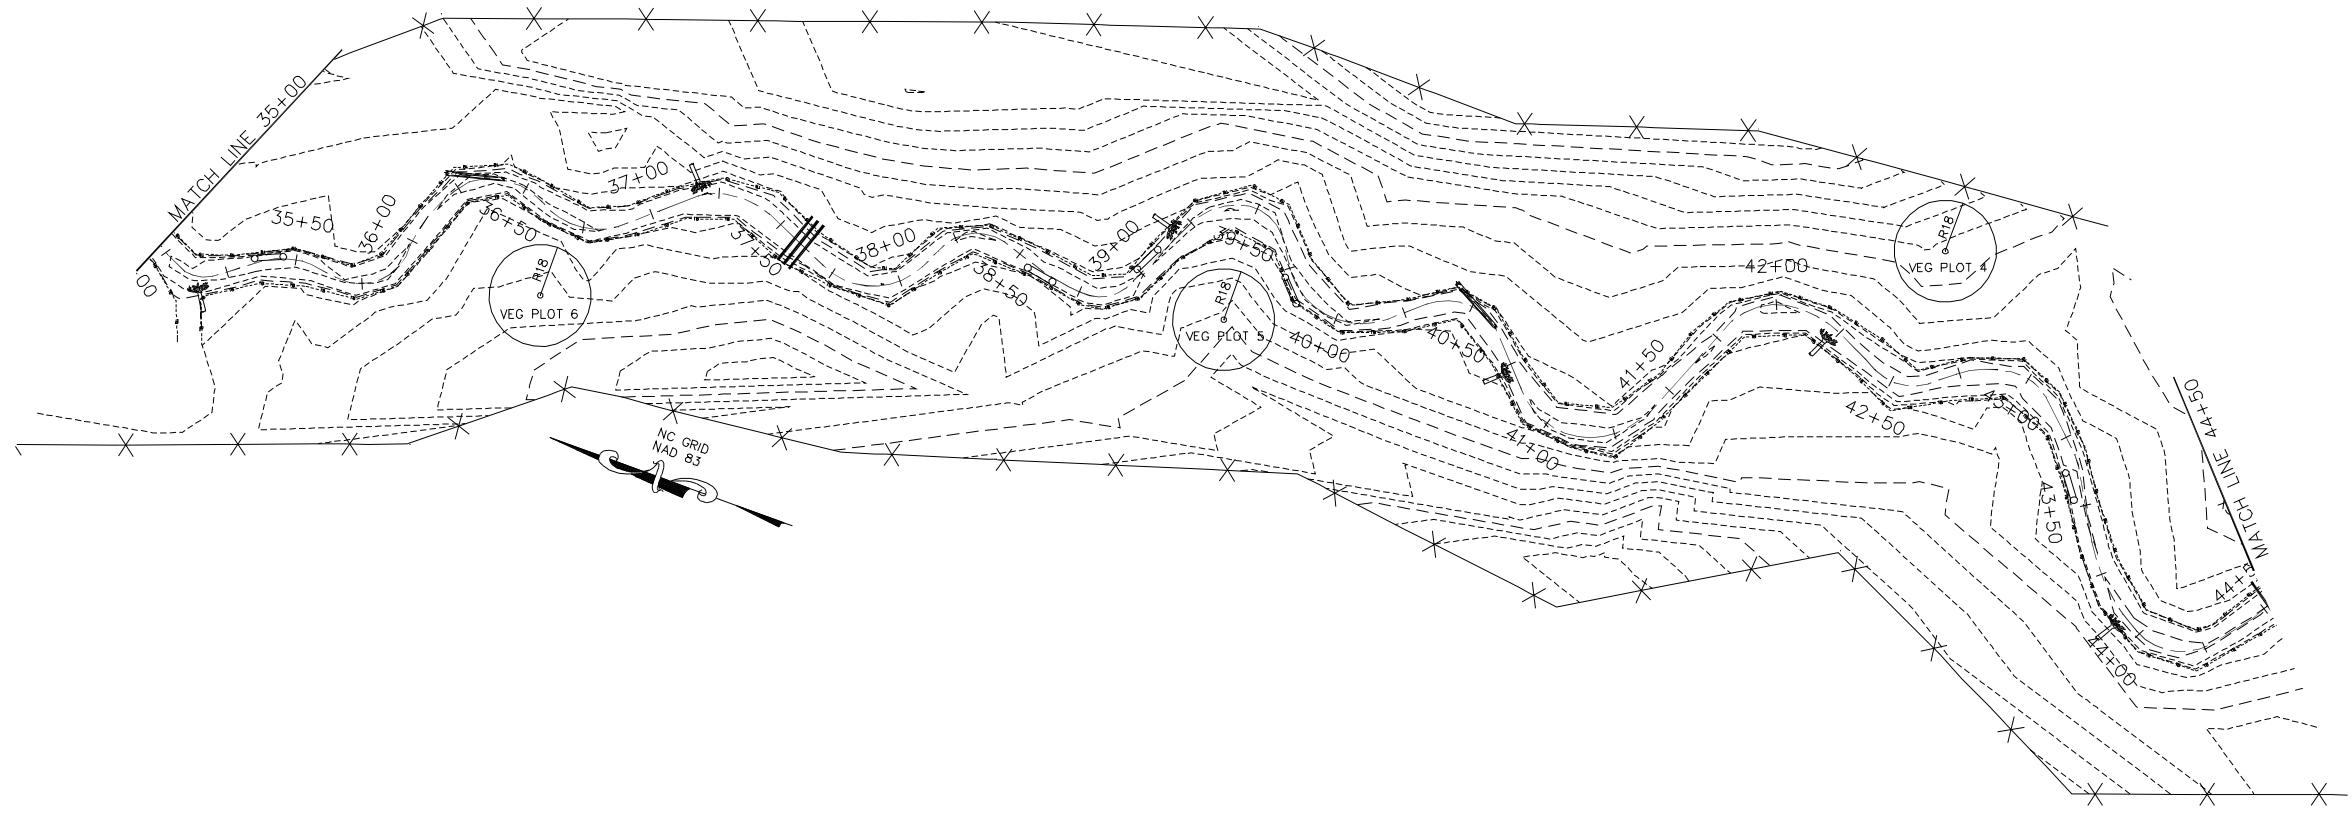 MATCH LINE 35+00
00
35+50
36+00
36+50
37+00
37+50
38+00
38+50
39+00
39+50
40+00
40+50
41+00
41+50
42+00
42+50
43+00
43+50
44+00
MATCH LINE 44+50
R18
VEG PLOT 6
R18
VEG PLOT 5
R18
VEG PLOT 4
NC GRID
NAD 83